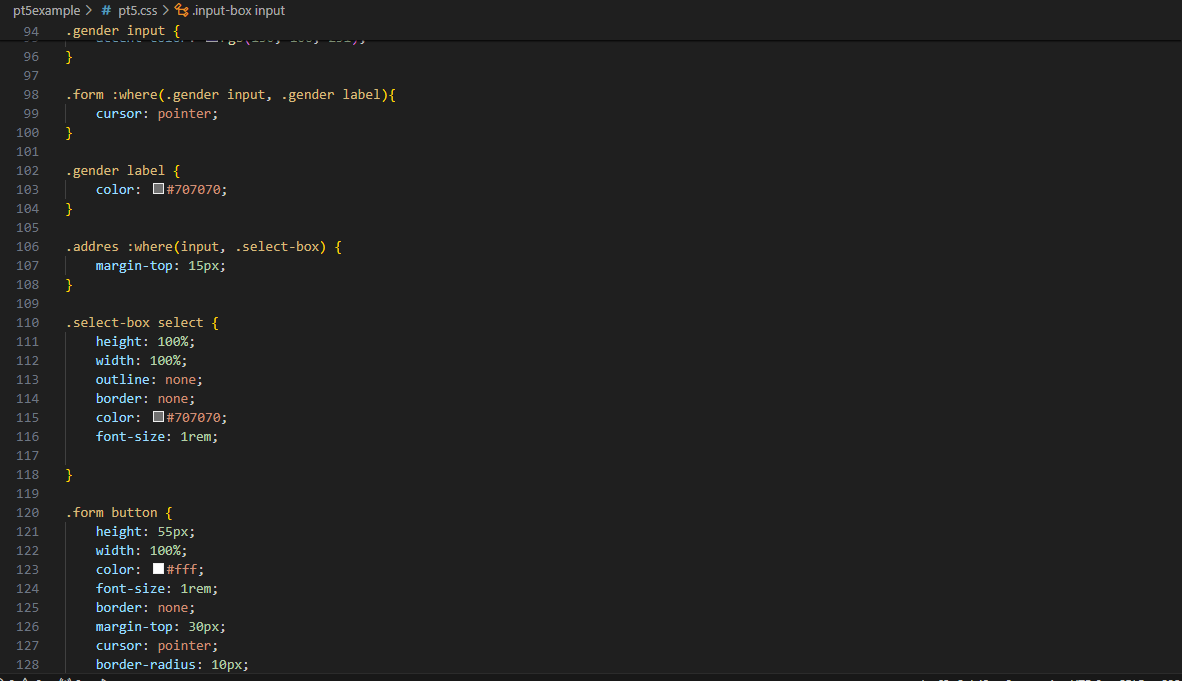 pt5example > # pt5.css > .input-box input
94 .gender input {
96 }
97
98 .form :where(.gender input, .gender label){
99 cursor: pointer;
100 }
101
102 .gender label {
103 color: #707070;
104 }
105
106 .addres :where(input, .select-box) {
107 margin-top: 15px;
108 }
109
110 .select-box select {
111 height: 100%;
112 width: 100%;
113 outline: none;
114 border: none;
115 color: #707070;
116 font-size: 1rem;
117
118 }
119
120 .form button {
121 height: 55px;
122 width: 100%;
123 color: #fff;
124 font-size: 1rem;
125 border: none;
126 margin-top: 30px;
127 cursor: pointer;
128 border-radius: 10px;